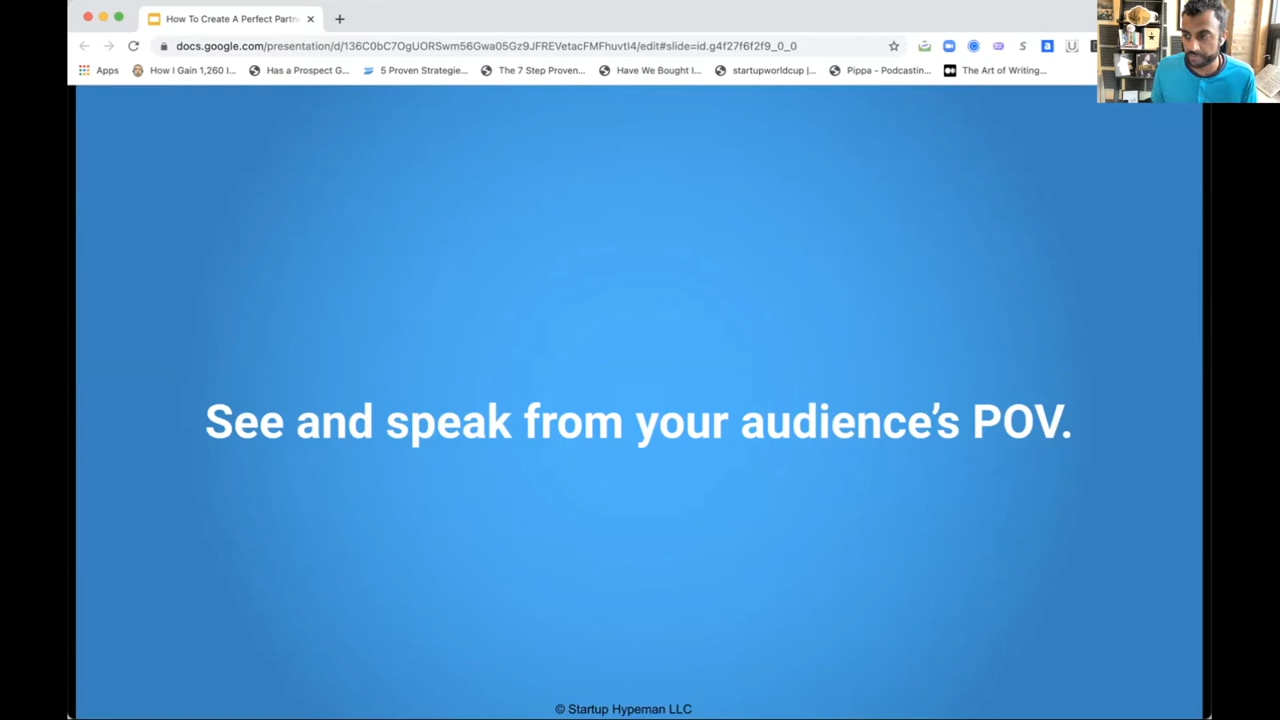 How To Create A Perfect Partn
docs.google.com/presentation/d/136C0bC7OgUORSwm56Gwa05Gz9JFREVetacFMFhuvtI4/edit#slide=id.g4f27f6f2f9_0_0
Apps How I Gain 1,260 I... Has a Prospect G... 5 Proven Strategie... The 7 Step Proven... Have We Bought I... startupworldcup |... Pippa - Podcastin... The Art of Writing...
See and speak from your audience’s POV.
© Startup Hypeman LLC